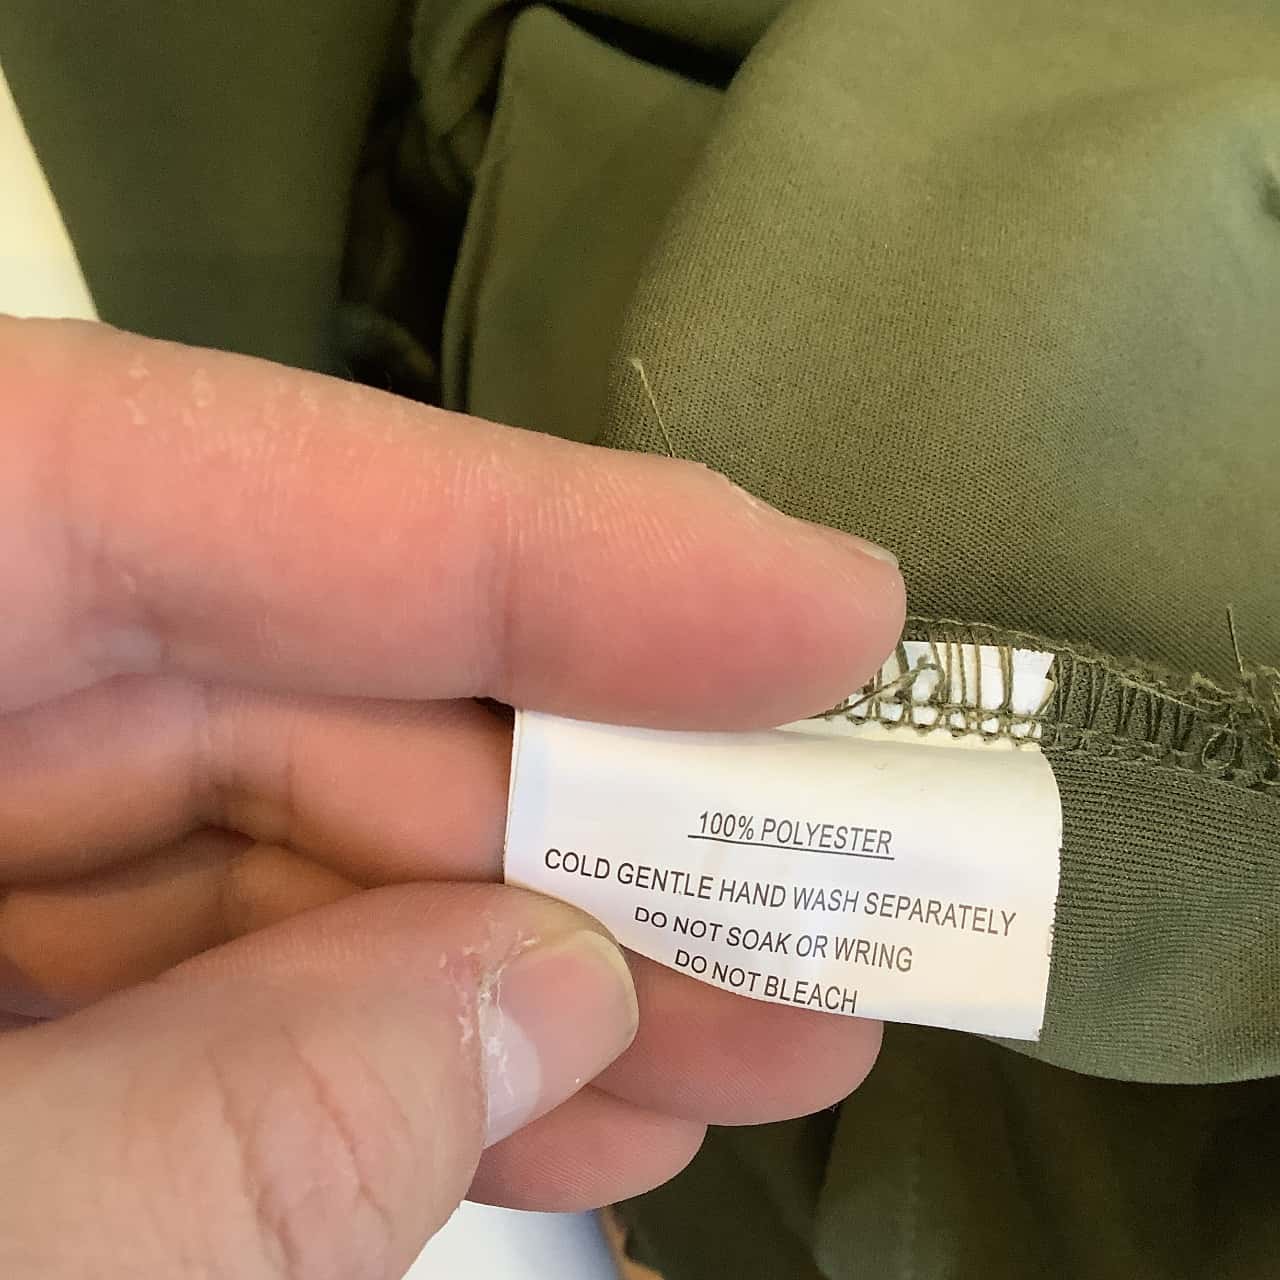 100% POLYESTER
COLD GENTLE HAND WASH SEPARATELY
DO NOT SOAK OR WRING
DO NOT BLEACH